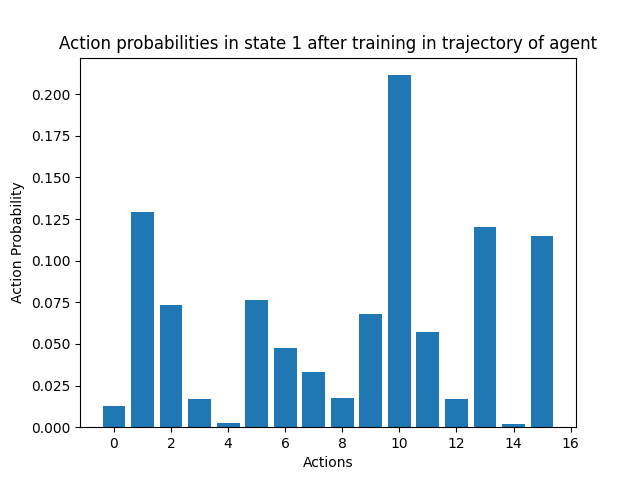 Action probabilities in state 1 after training in trajectory of agent
0.200
0.175
0.150
0.125
0.100
0.075
0.050
0.025
0.000
Action Probability
0 2 4 6 8 10 12 14 16
Actions